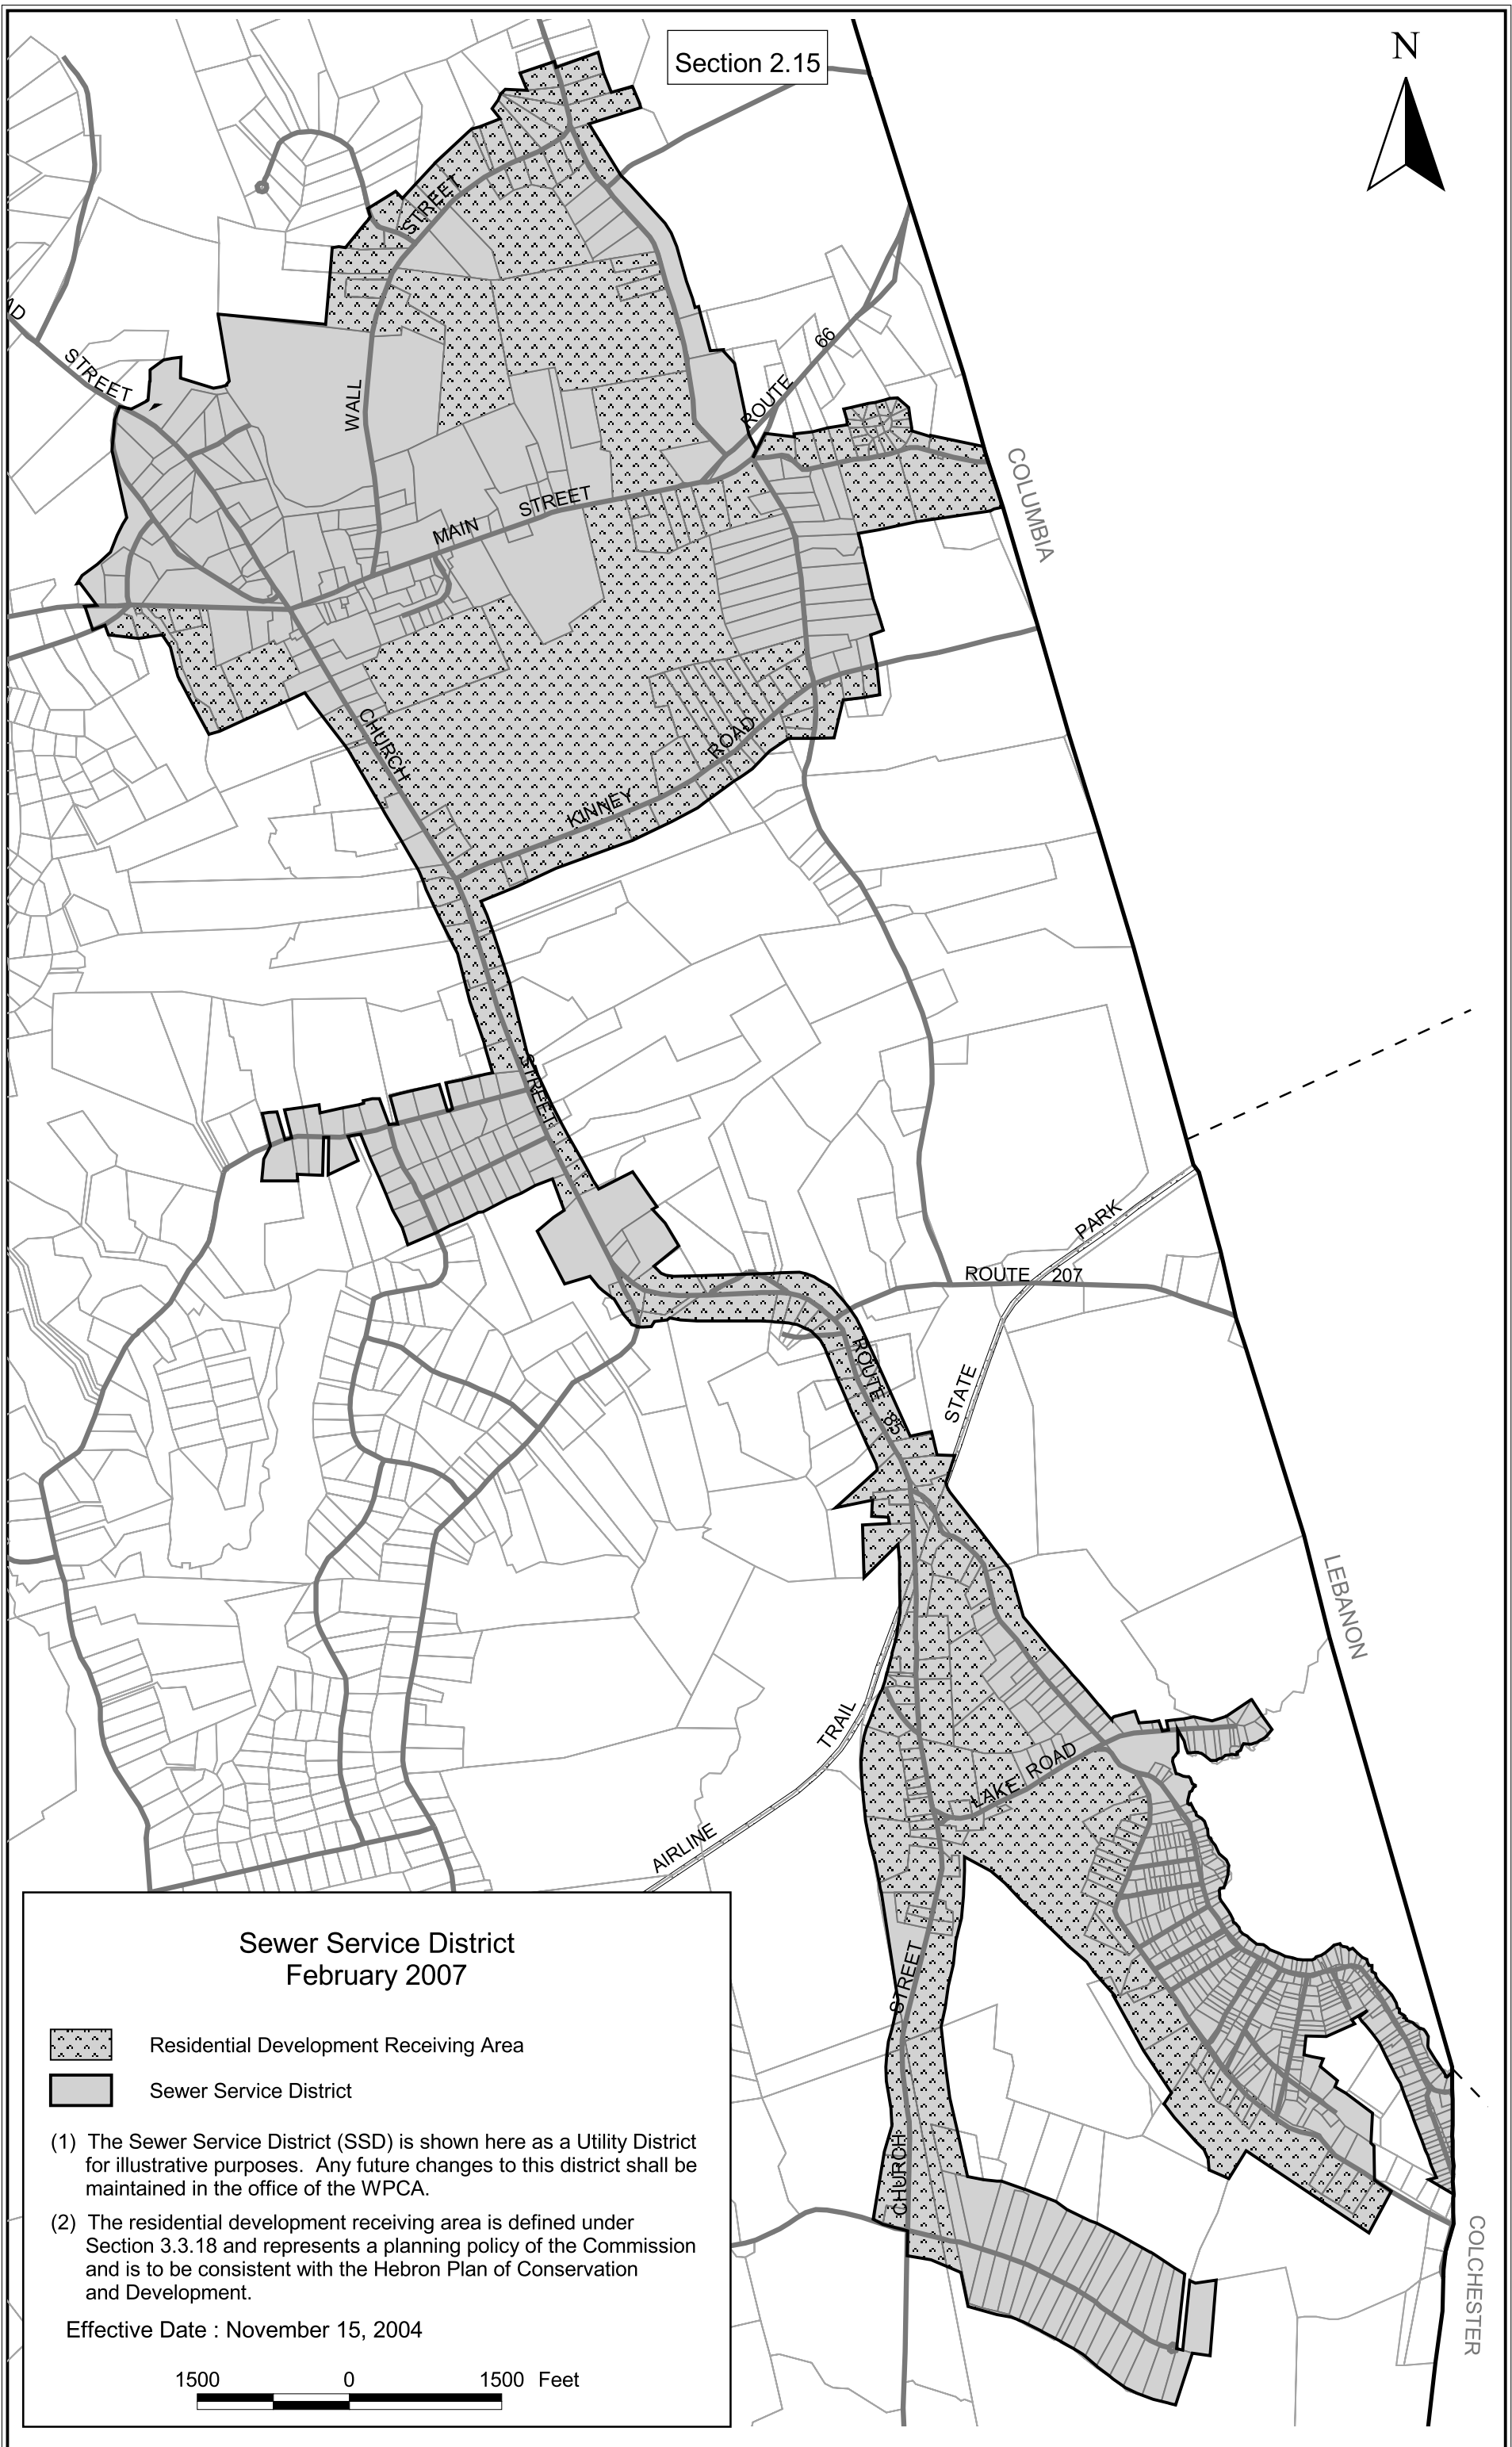 Section 2.15
N
STREET
AD
STREET
WALL
ROUTE 66
MAIN STREET
COLUMBIA
CHURCH
ROAD
KINNEY
STREET
PARK
ROUTE 207
ROUTE 85
STATE
LEBANON
TRAIL
LAKE ROAD
AIRLINE
STREET
CHURCH
COLCHESTER
Sewer Service District
February 2007
Residential Development Receiving Area
Sewer Service District
(1) The Sewer Service District (SSD) is shown here as a Utility District
for illustrative purposes. Any future changes to this district shall be
maintained in the office of the WPCA.
(2) The residential development receiving area is defined under
Section 3.3.18 and represents a planning policy of the Commission
and is to be consistent with the Hebron Plan of Conservation
and Development.
Effective Date : November 15, 2004
1500 0 1500 Feet